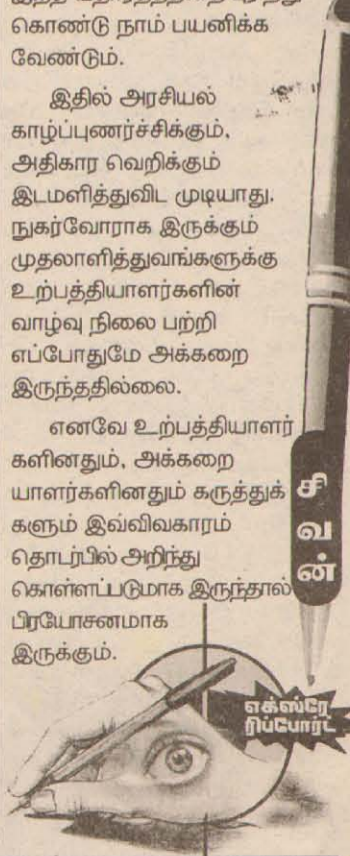 கொண்டு நாம் பயனிக்க
வேண்டும்.
இதில் அரசியல்
காழ்ப்புணர்ச்சிக்கும்,
அதிகார வெறிக்கும்
இடமளித்துவிட முடியாது.
நுகர்வோராக இருக்கும்
முதலாளித்துவங்களுக்கு
உற்பத்தியாளர்களின்
வாழ்வு நிலை பற்றி
எப்போதுமே அக்கறை
இருந்ததில்லை.
எனவே உற்பத்தியாளர்
களினதும், அக்கறை
யாளர்களினதும் கருத்துக்
களும் இவ்விவகாரம்
தொடர்பில் அறிந்து
கொள்ளப்படுமாக இருந்தால்
பிரயோசனமாக
இருக்கும்.
சிவன்
எக்ஸ்ரே
ரிப்போர்ட்